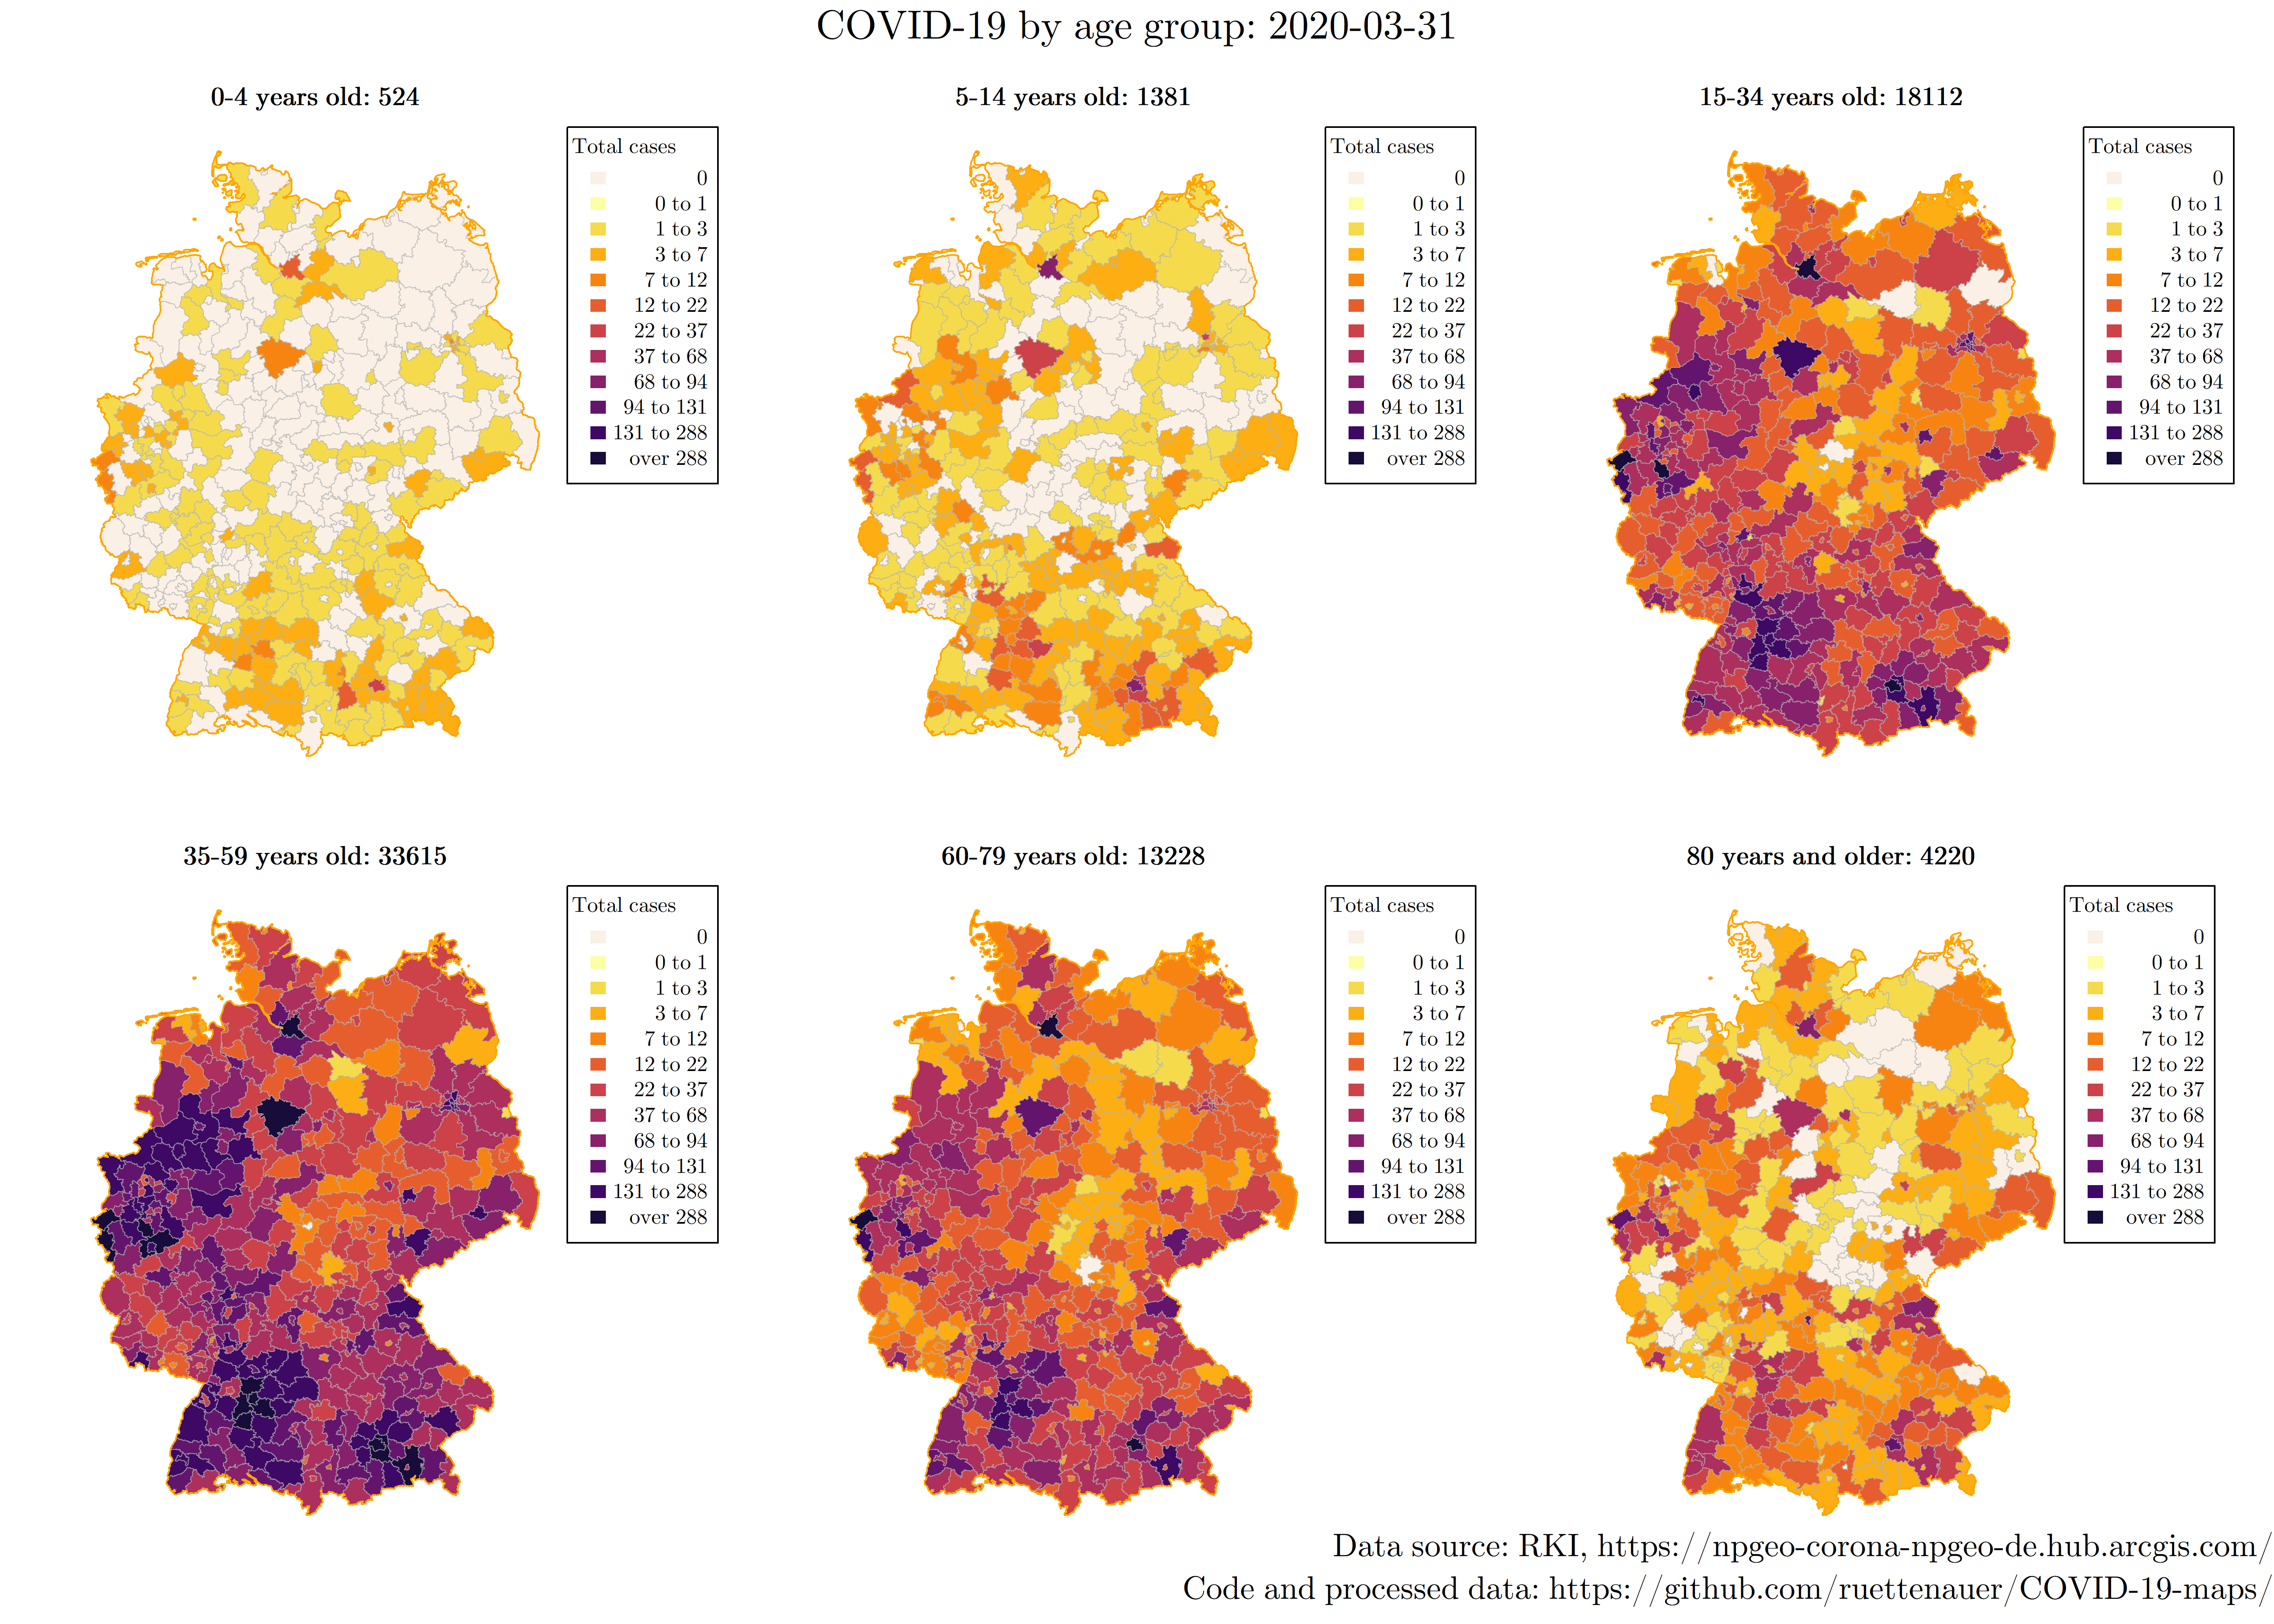 COVID-19 by age group: 2020-03-31
0-4 years old: 524
Total cases
0
0 to 1
1 to 3
3 to 7
7 to 12
12 to 22
22 to 37
37 to 68
68 to 94
94 to 131
131 to 288
over 288
5-14 years old: 1381
Total cases
0
0 to 1
1 to 3
3 to 7
7 to 12
12 to 22
22 to 37
37 to 68
68 to 94
94 to 131
131 to 288
over 288
15-34 years old: 18112
Total cases
0
0 to 1
1 to 3
3 to 7
7 to 12
12 to 22
22 to 37
37 to 68
68 to 94
94 to 131
131 to 288
over 288
35-59 years old: 33615
Total cases
0
0 to 1
1 to 3
3 to 7
7 to 12
12 to 22
22 to 37
37 to 68
68 to 94
94 to 131
131 to 288
over 288
60-79 years old: 13228
Total cases
0
0 to 1
1 to 3
3 to 7
7 to 12
12 to 22
22 to 37
37 to 68
68 to 94
94 to 131
131 to 288
over 288
80 years and older: 4220
Total cases
0
0 to 1
1 to 3
3 to 7
7 to 12
12 to 22
22 to 37
37 to 68
68 to 94
94 to 131
131 to 288
over 288
Data source: RKI, https://npgeo-corona-npgeo-de.hub.arcgis.com/
Code and processed data: https://github.com/ruettenauer/COVID-19-maps/